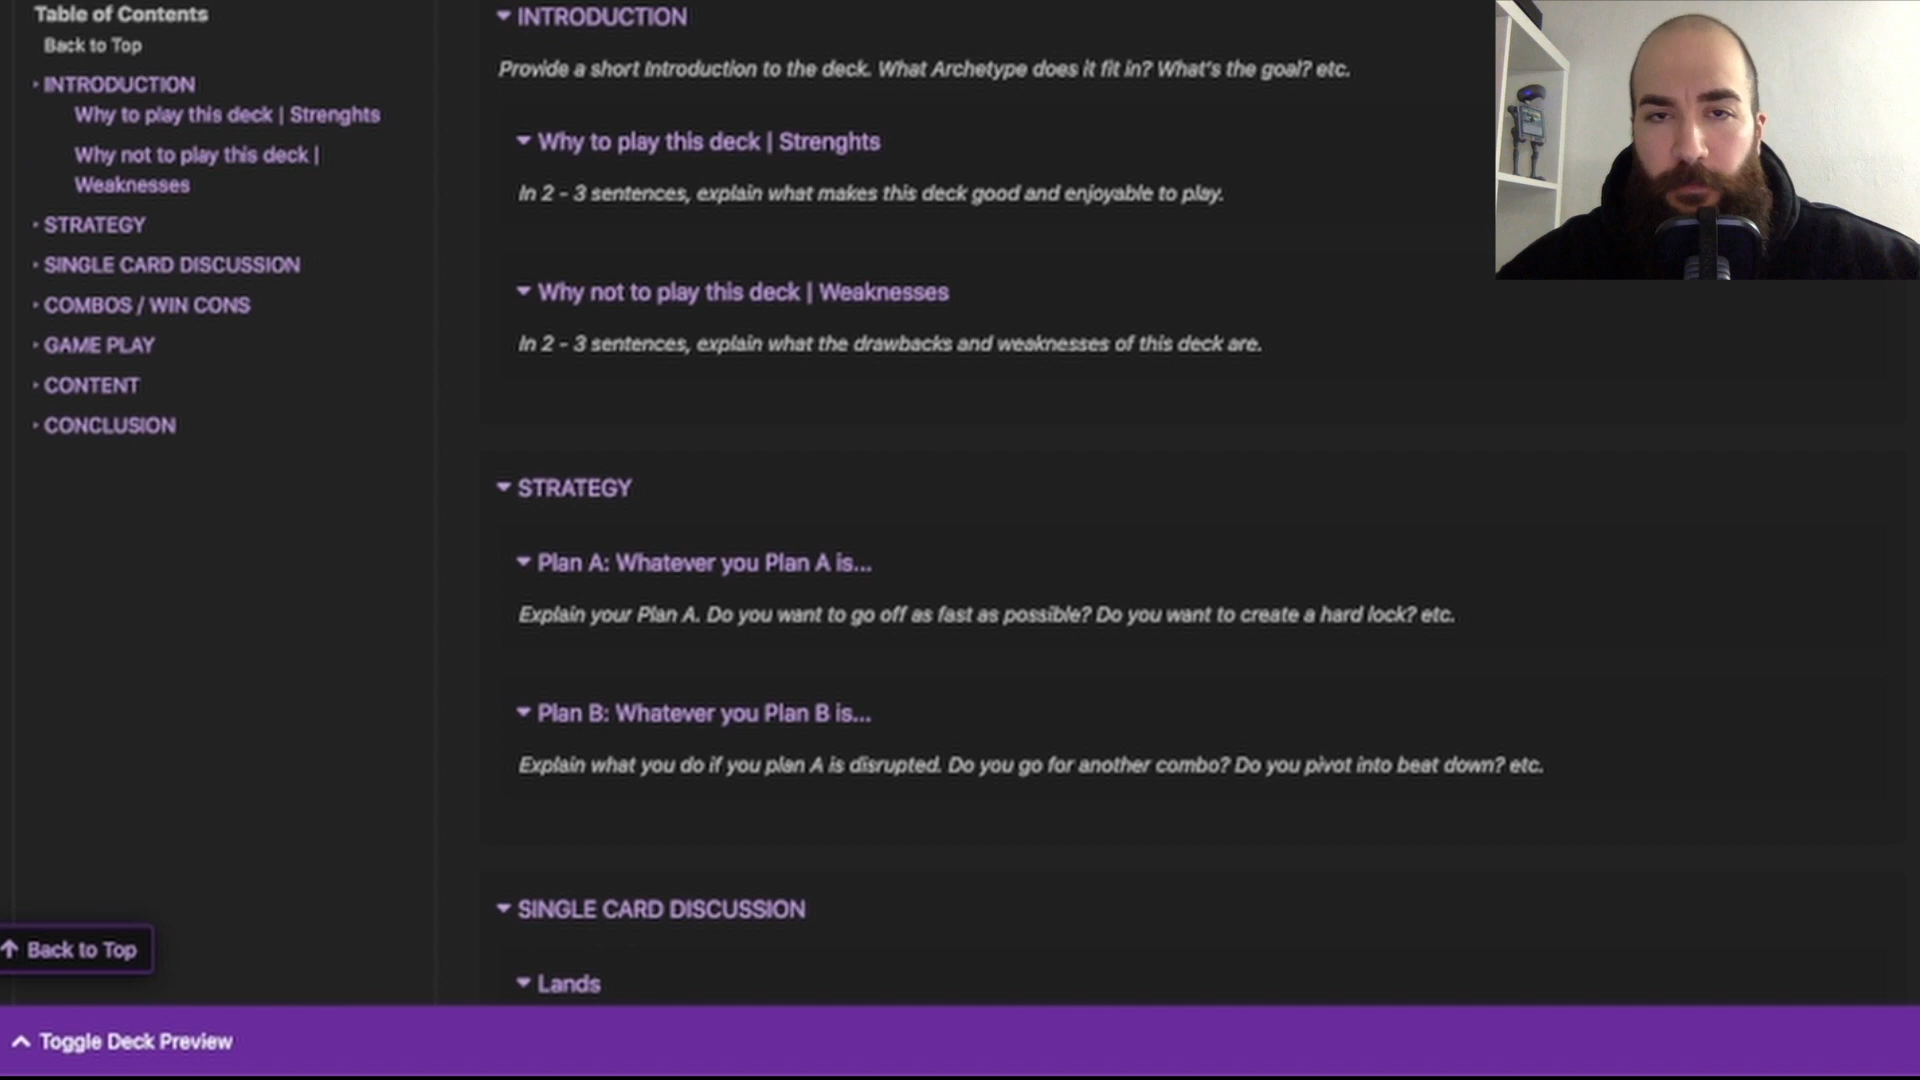 Table of Contents
Back to Top
INTRODUCTION
Why to play this deck | Strenghts
Why not to play this deck |
Weaknesses
STRATEGY
SINGLE CARD DISCUSSION
COMBOS / WIN CONS
GAME PLAY
CONTENT
CONCLUSION
Back to Top
INTRODUCTION
Provide a short Introduction to the deck. What Archetype does it fit in? What's the goal? etc.
Why to play this deck | Strenghts
In 2 - 3 sentences, explain what makes this deck good and enjoyable to play.
Why not to play this deck | Weaknesses
In 2 - 3 sentences, explain what the drawbacks and weaknesses of this deck are.
STRATEGY
Plan A: Whatever you Plan A is...
Explain your Plan A. Do you want to go off as fast as possible? Do you want to create a hard lock? etc.
Plan B: Whatever you Plan B is...
Explain what you do if you plan A is disrupted. Do you go for another combo? Do you pivot into beat down? etc.
SINGLE CARD DISCUSSION
Lands
Toggle Deck Preview